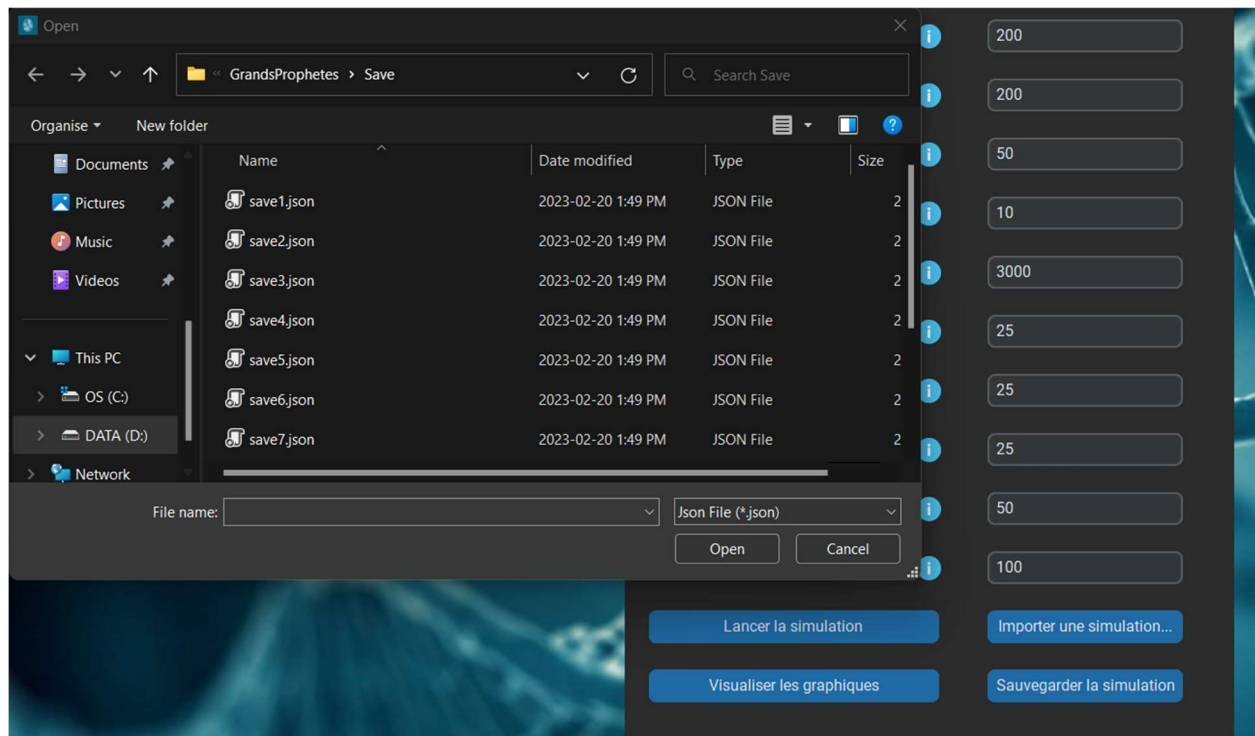 Open
GrandsProphetes > Save
Search Save
Organise
New folder
Documents
Pictures
Music
Videos
This PC
OS (C:)
DATA (D:)
Network
Name Date modified Type Size
save1.json 2023-02-20 1:49 PM JSON File 2
save2.json 2023-02-20 1:49 PM JSON File 2
save3.json 2023-02-20 1:49 PM JSON File 2
save4.json 2023-02-20 1:49 PM JSON File 2
save5.json 2023-02-20 1:49 PM JSON File 2
save6.json 2023-02-20 1:49 PM JSON File 2
save7.json 2023-02-20 1:49 PM JSON File 2
File name:
Json File (*.json)
Open
Cancel
200
200
50
10
3000
25
25
25
50
100
Lancer la simulation
Importer une simulation...
Visualiser les graphiques
Sauvegarder la simulation